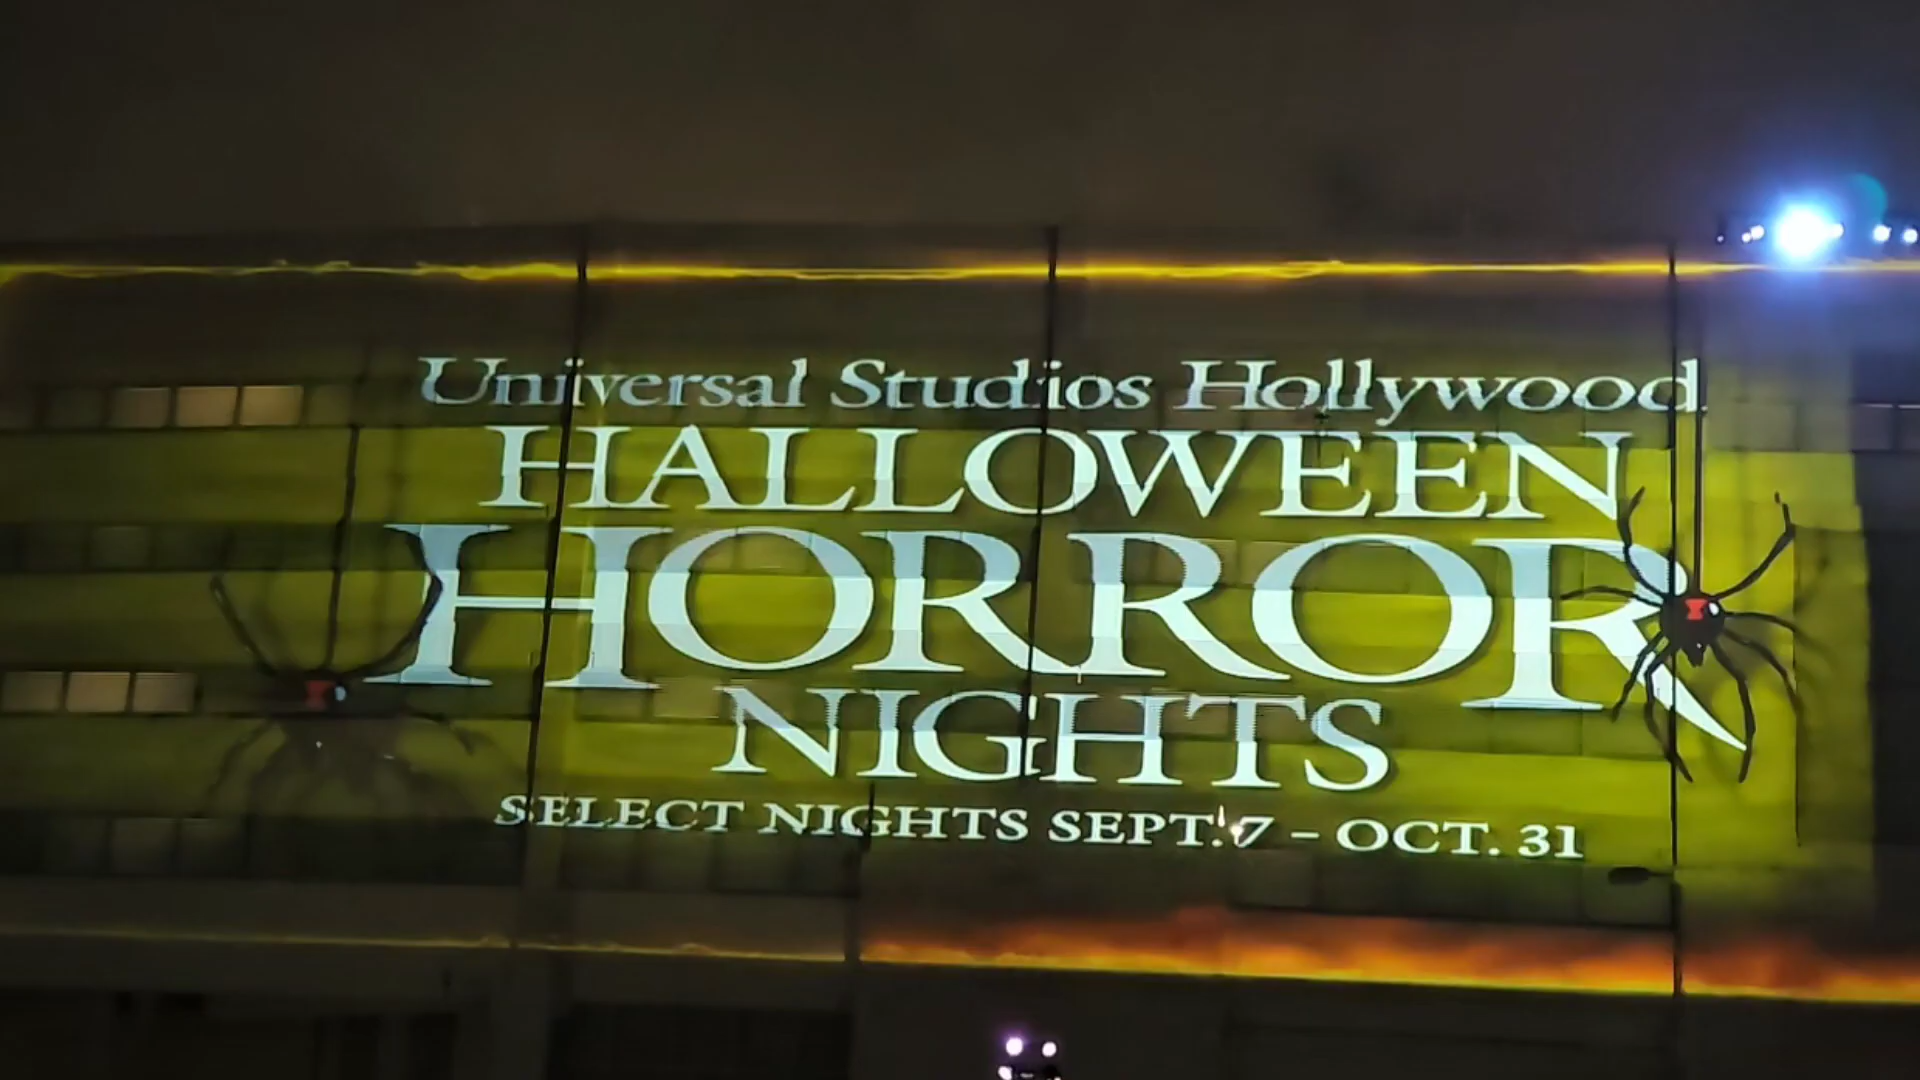 Universal Studios Hollywood
HALLOWEEN
HORROR
NIGHTS
SELECT NIGHTS SEPT. 7 – OCT. 31